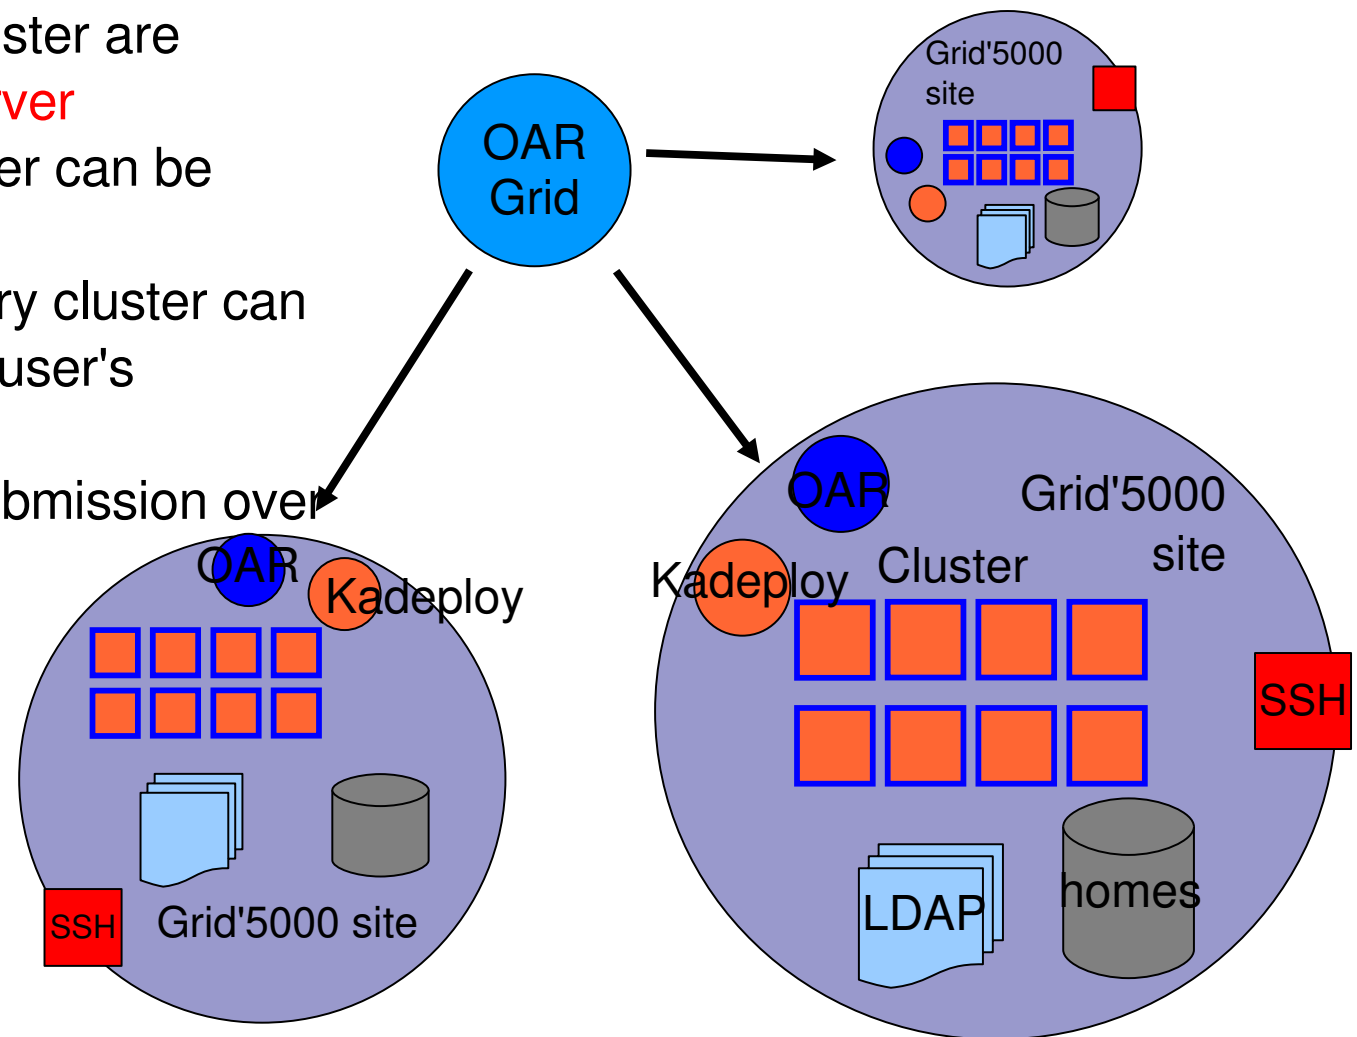 ster are
rver
er can be
ry cluster can
user's
bmission over
OAR
Grid
Grid'5000
site
OAR
Kadeploy
SSH
Grid'5000 site
OAR
Kadeploy
Cluster
Grid'5000
site
SSH
LDAP
homes